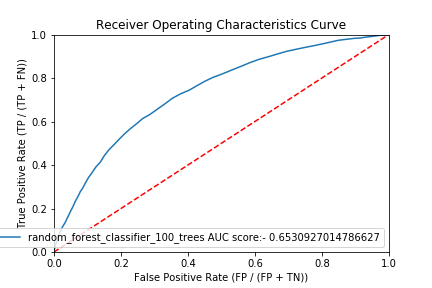 Receiver Operating Characteristics Curve
1.0
0.8
0.6
0.4
0.2
0.0
True Positive Rate (TP / (TP + FN))
random_forest_classifier_100_trees AUC score:- 0.6530927014786627
0.0 0.2 0.4 0.6 0.8 1.0
False Positive Rate (FP / (FP + TN))